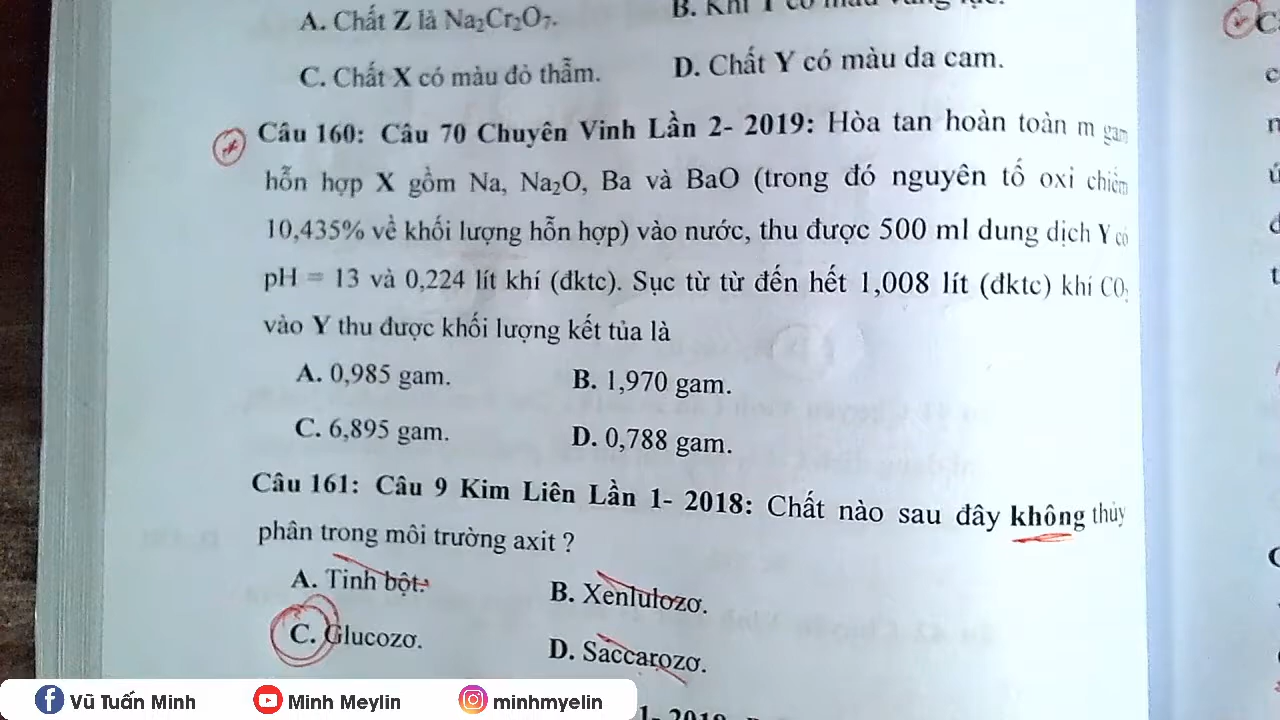 A. Chất Z là Na₂Cr₂O₇.
B. Khí
C. Chất X có màu đỏ thẫm.
D. Chất Y có màu da cam.
Câu 160: Câu 70 Chuyên Vinh Lần 2- 2019: Hòa tan hoàn toàn m gam
hỗn hợp X gồm Na, Na₂O, Ba và BaO (trong đó nguyên tố oxi chiếm
10,435% về khối lượng hỗn hợp) vào nước, thu được 500 ml dung dịch Y có
pH = 13 và 0,224 lít khí (đktc). Sục từ từ đến hết 1,008 lít (đktc) khí CO₂
vào Y thu được khối lượng kết tủa là
A. 0,985 gam.
B. 1,970 gam.
C. 6,895 gam.
D. 0,788 gam.
Câu 161: Câu 9 Kim Liên Lần 1- 2018: Chất nào sau đây không thủy
phân trong môi trường axit ?
A. Tinh bột.
B. Xenlulozơ.
C. Glucozơ.
D. Saccarozơ.
Vũ Tuấn Minh
Minh Meylin
minhmyelin